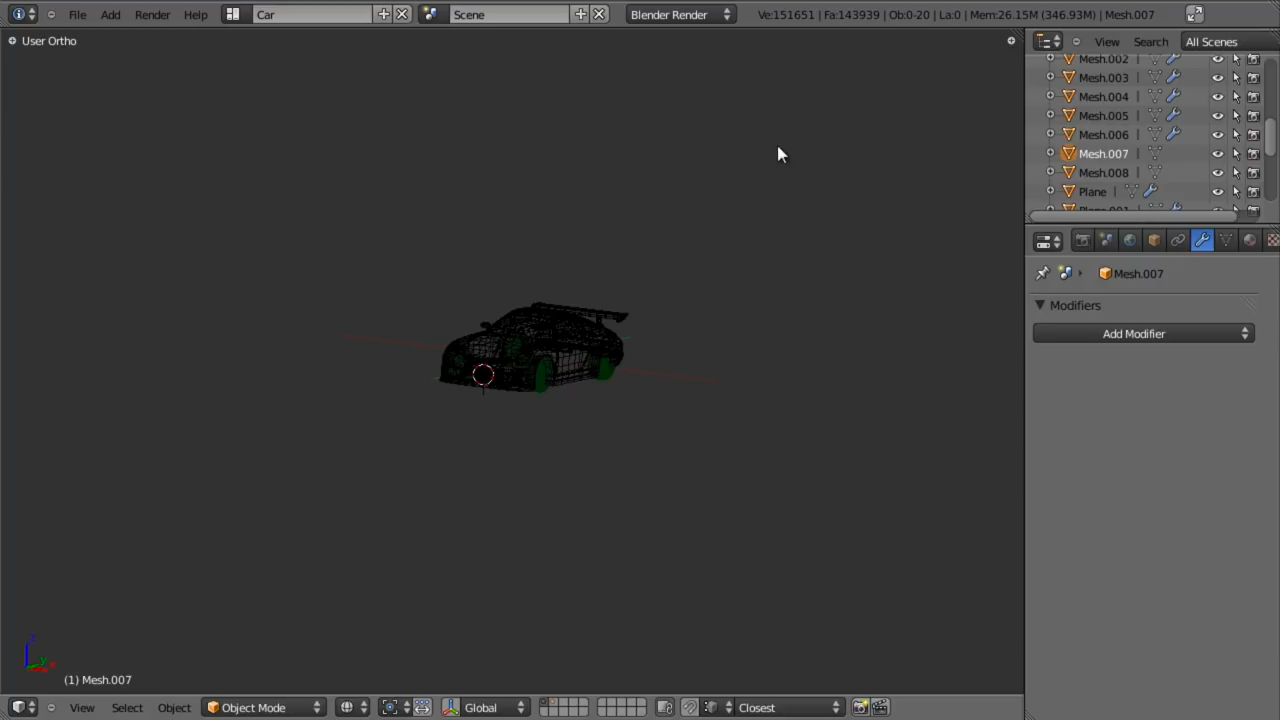 File Add Render Help Car Scene Blender Render Ve:151651 | Fa:143939 | Ob:0-20 | La:0 | Mem:26.15M (346.93M) | Mesh.007
User Ortho
View Search All Scenes
Mesh.002
Mesh.003
Mesh.004
Mesh.005
Mesh.006
Mesh.007
Mesh.008
Plane
Plane.001
Mesh.007
Modifiers
Add Modifier
z
y
x
(1) Mesh.007
View Select Object Object Mode Global Closest